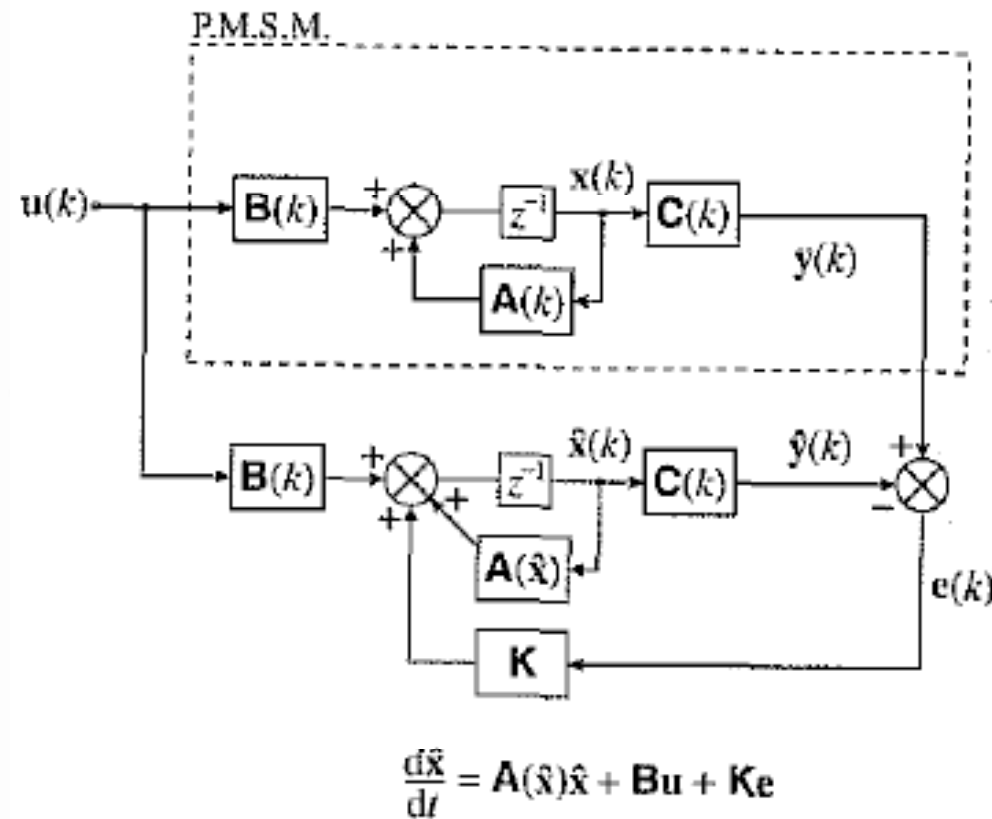 P.M.S.M.
u(k)
B(k)
+
+
z⁻¹
x(k)
C(k)
A(k)
y(k)
B(k)
+
+
+
z⁻¹
x̂(k)
C(k)
ŷ(k)
+
−
A(x̂)
e(k)
K
dx̂/dt = A(x̂)x̂ + Bu + Ke